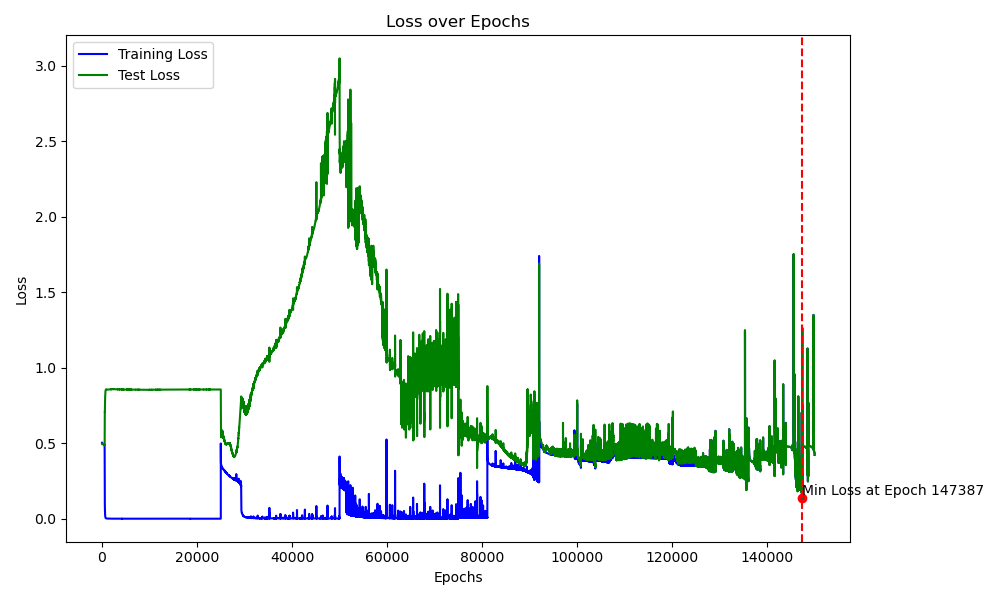 Loss over Epochs
Training Loss
Test Loss
3.0
2.5
2.0
1.5
1.0
0.5
0.0
Loss
Min Loss at Epoch 147387
0
20000
40000
60000
80000
100000
120000
140000
Epochs